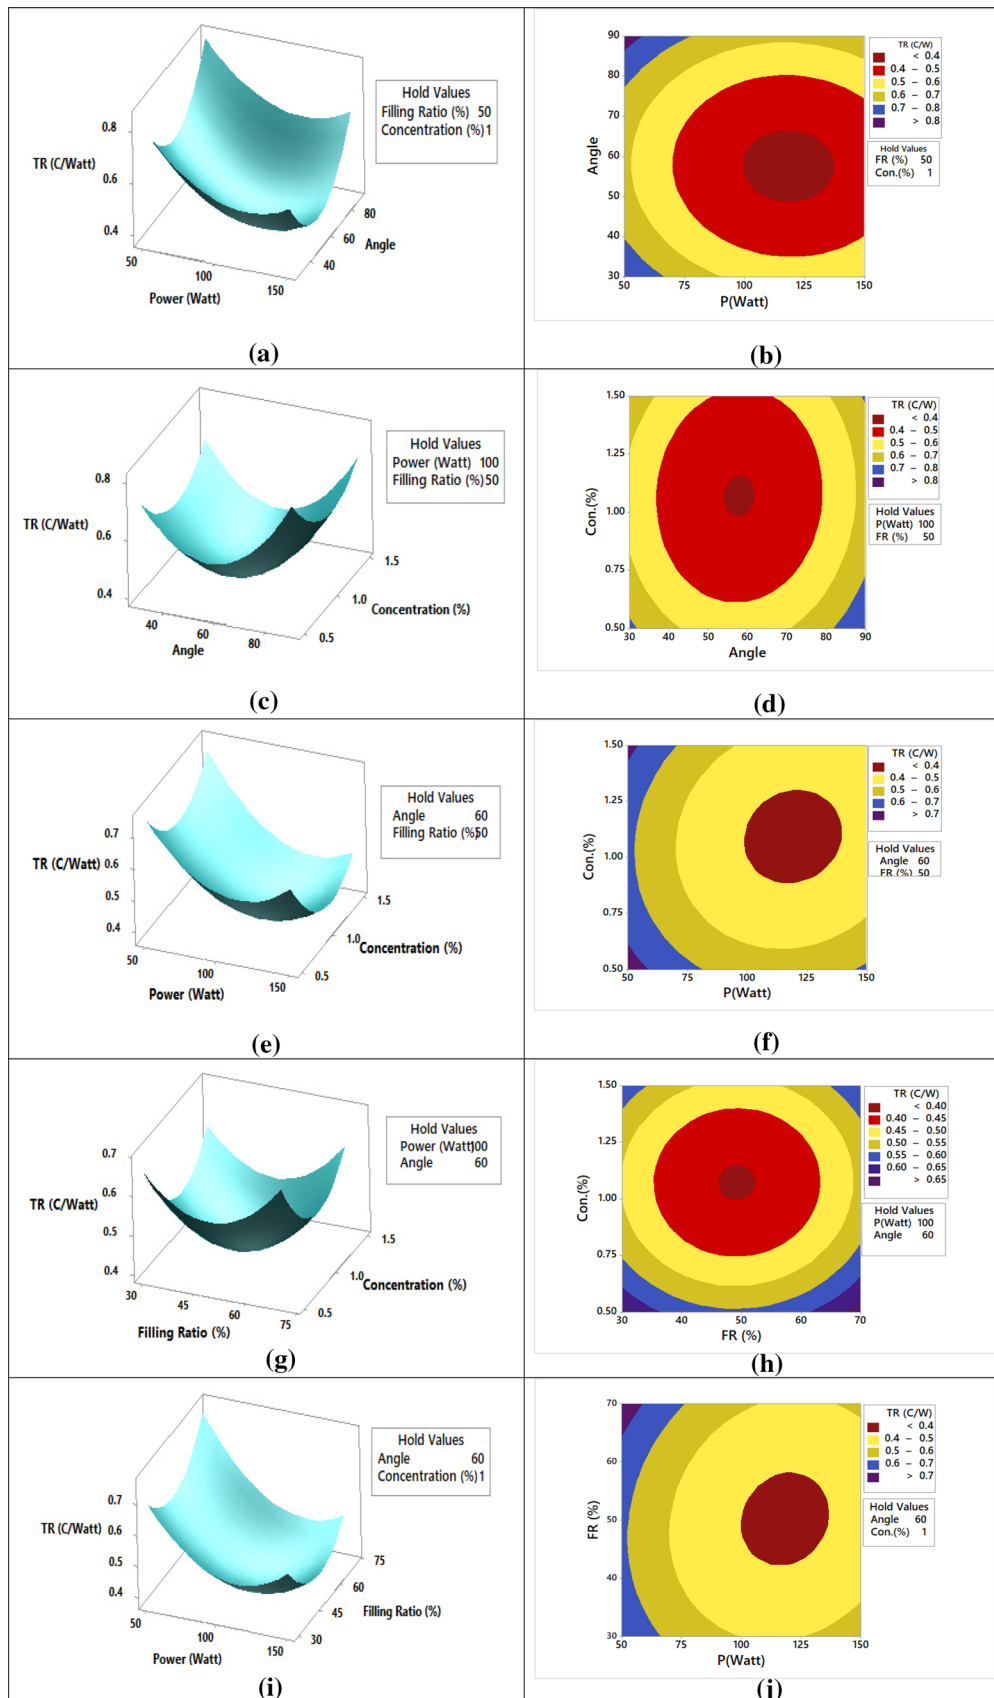 Hold Values
Filling Ratio (%) 50
Concentration (%) 1
0.8
TR (C/Watt)
0.6
0.4
50
100
150
Power (Watt)
40
60
80
Angle
(a)
90
80
70
60
50
40
30
Angle
50
75
100
125
150
P(Watt)
TR (C/W)
< 0.4
0.4 – 0.5
0.5 – 0.6
0.6 – 0.7
0.7 – 0.8
> 0.8
Hold Values
FR (%) 50
Con.(%) 1
(b)
Hold Values
Power (Watt) 100
Filling Ratio (%) 50
0.8
TR (C/Watt)
0.6
0.4
40
60
80
Angle
0.5
1.0
1.5
Concentration (%)
(c)
1.50
1.25
1.00
0.75
0.50
Con.(%)
30
40
50
60
70
80
90
Angle
TR (C/W)
< 0.4
0.4 – 0.5
0.5 – 0.6
0.6 – 0.7
0.7 – 0.8
> 0.8
Hold Values
P(Watt) 100
FR (%) 50
(d)
Hold Values
Angle 60
Filling Ratio (%) 50
0.7
0.6
TR (C/Watt)
0.5
0.4
50
100
150
Power (Watt)
0.5
1.0
1.5
Concentration (%)
(e)
1.50
1.25
1.00
0.75
0.50
Con.(%)
50
75
100
125
150
P(Watt)
TR (C/W)
< 0.4
0.4 – 0.5
0.5 – 0.6
0.6 – 0.7
> 0.7
Hold Values
Angle 60
FR (%) 50
(f)
Hold Values
Power (Watt) 100
Angle 60
0.7
0.6
TR (C/Watt)
0.5
0.4
30
45
60
75
Filling Ratio (%)
0.5
1.0
1.5
Concentration (%)
(g)
1.50
1.25
1.00
0.75
0.50
Con.(%)
30
40
50
60
70
FR (%)
TR (C/W)
< 0.40
0.40 – 0.45
0.45 – 0.50
0.50 – 0.55
0.55 – 0.60
0.60 – 0.65
> 0.65
Hold Values
P(Watt) 100
Angle 60
(h)
Hold Values
Angle 60
Concentration (%) 1
0.7
0.6
TR (C/Watt)
0.5
0.4
50
100
150
Power (Watt)
30
45
60
75
Filling Ratio (%)
(i)
70
60
50
40
30
FR (%)
50
75
100
125
150
P(Watt)
TR (C/W)
< 0.4
0.4 – 0.5
0.5 – 0.6
0.6 – 0.7
> 0.7
Hold Values
Angle 60
Con.(%) 1
(j)